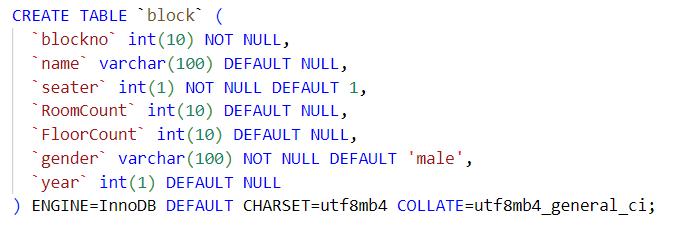 CREATE TABLE `block` (
  `blockno` int(10) NOT NULL,
  `name` varchar(100) DEFAULT NULL,
  `seater` int(1) NOT NULL DEFAULT 1,
  `RoomCount` int(10) DEFAULT NULL,
  `FloorCount` int(10) DEFAULT NULL,
  `gender` varchar(100) NOT NULL DEFAULT 'male',
  `year` int(1) DEFAULT NULL
) ENGINE=InnoDB DEFAULT CHARSET=utf8mb4 COLLATE=utf8mb4_general_ci;